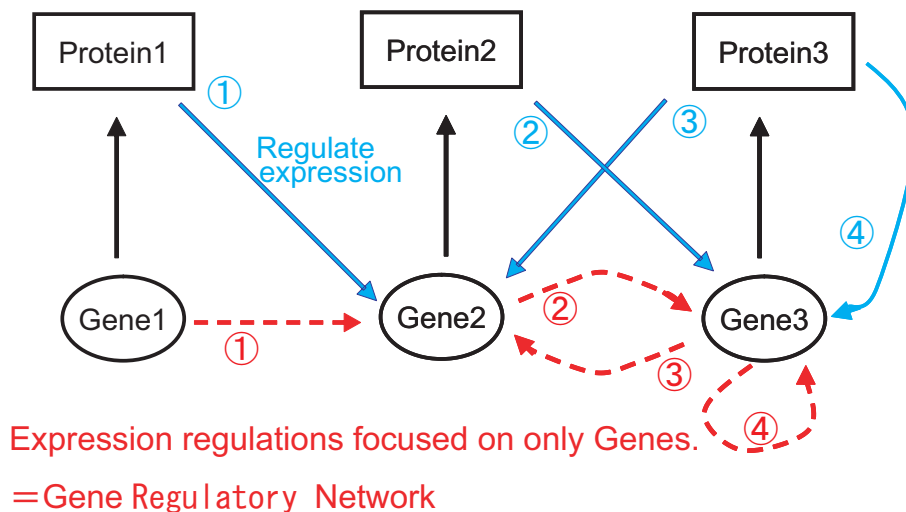 Protein1
Protein2
Protein3
①
②
③
Regulate
expression
④
Gene1
Gene2
Gene3
①
②
③
④
Expression regulations focused on only Genes.
=Gene Regulatory Network